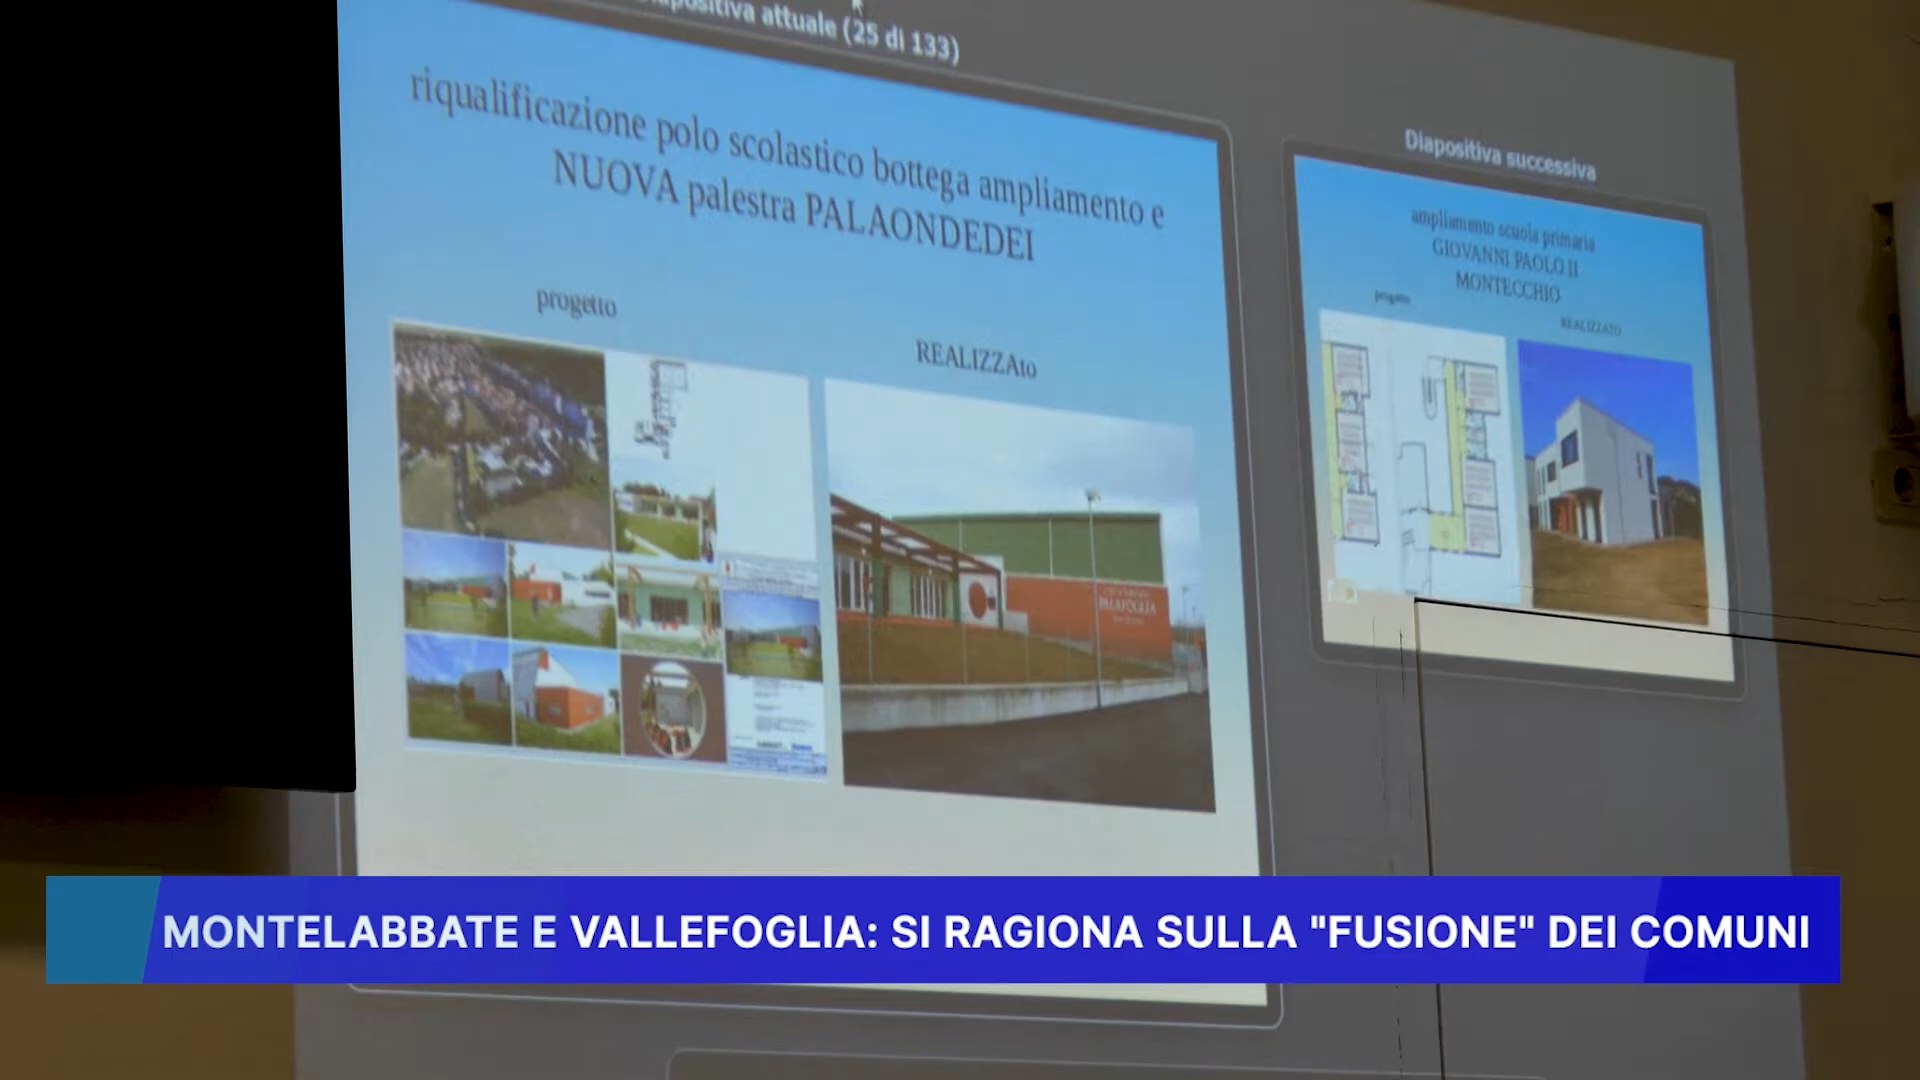 Diapositiva attuale (25 di 133)
riqualificazione polo scolastico bottega ampliamento e
NUOVA palestra PALAONDEDEI
progetto
REALIZZAto
PALAFOGLIA
Diapositiva successiva
ampliamento scuola primaria
GIOVANNI PAOLO II
MONTECCHIO
progetto
REALIZZATO
MONTELABBATE E VALLEFOGLIA: SI RAGIONA SULLA "FUSIONE" DEI COMUNI